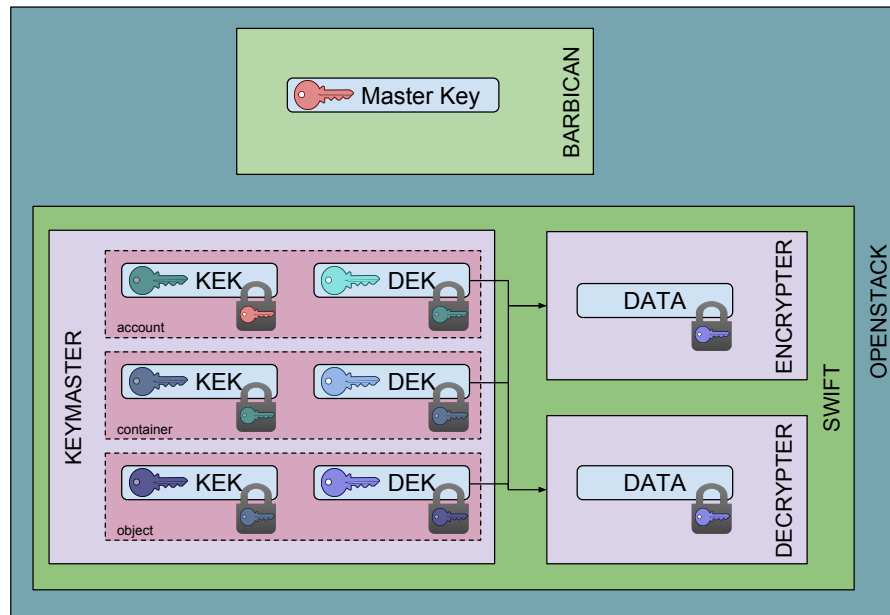 Master Key
BARBICAN
KEYMASTER
KEK
DEK
account
KEK
DEK
container
KEK
DEK
object
DATA
ENCRYPTER
DATA
DECRYPTER
SWIFT
OPENSTACK